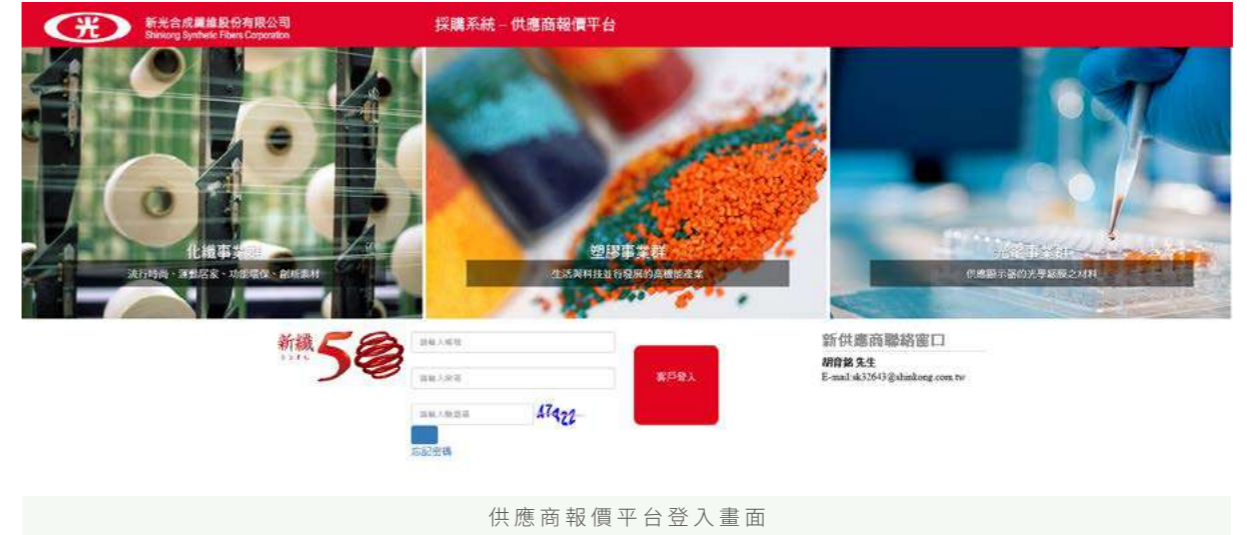 新光合成纖維股份有限公司
Shinkong Synthetic Fibers Corporation
採購系統 – 供應商報價平台
化纖事業群
流行時尚、運動居家、功能環保、創新素材
塑膠事業群
生活與科技並行發展的高機能產業
光電事業群
供應顯示器的光學級膜之材料
新纖
50
請輸入帳號
請輸入密碼
請輸入驗證碼
47922
忘記密碼
客戶登入
新供應商聯絡窗口
先生
E-mail:sk32643@shinkong.com.tw
供應商報價平台登入畫面